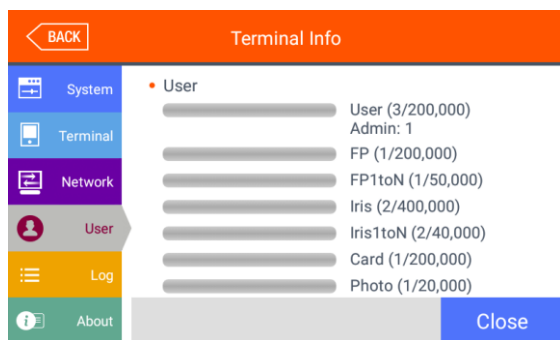 BACK
Terminal Info
System
Terminal
Network
User
Log
About
• User
User (3/200,000)
Admin: 1
FP (1/200,000)
FP1toN (1/50,000)
Iris (2/400,000)
Iris1toN (2/40,000)
Card (1/200,000)
Photo (1/20,000)
Close